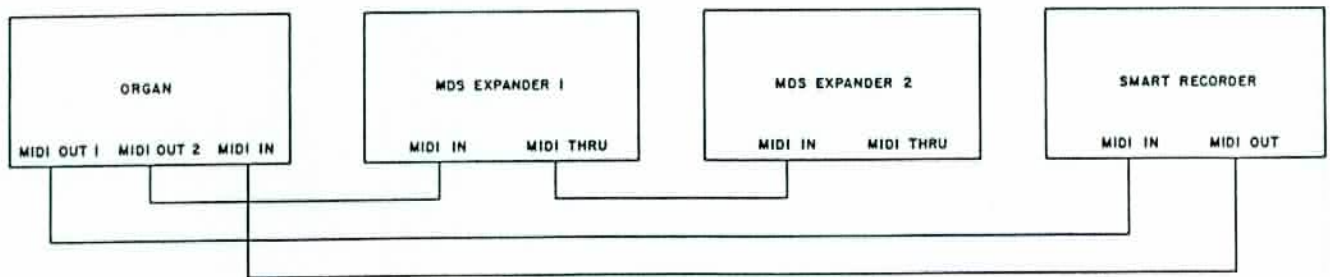 ORGAN
MIDI OUT 1 MIDI OUT 2 MIDI IN
MDS EXPANDER 1
MIDI IN MIDI THRU
MDS EXPANDER 2
MIDI IN MIDI THRU
SMART RECORDER
MIDI IN MIDI OUT